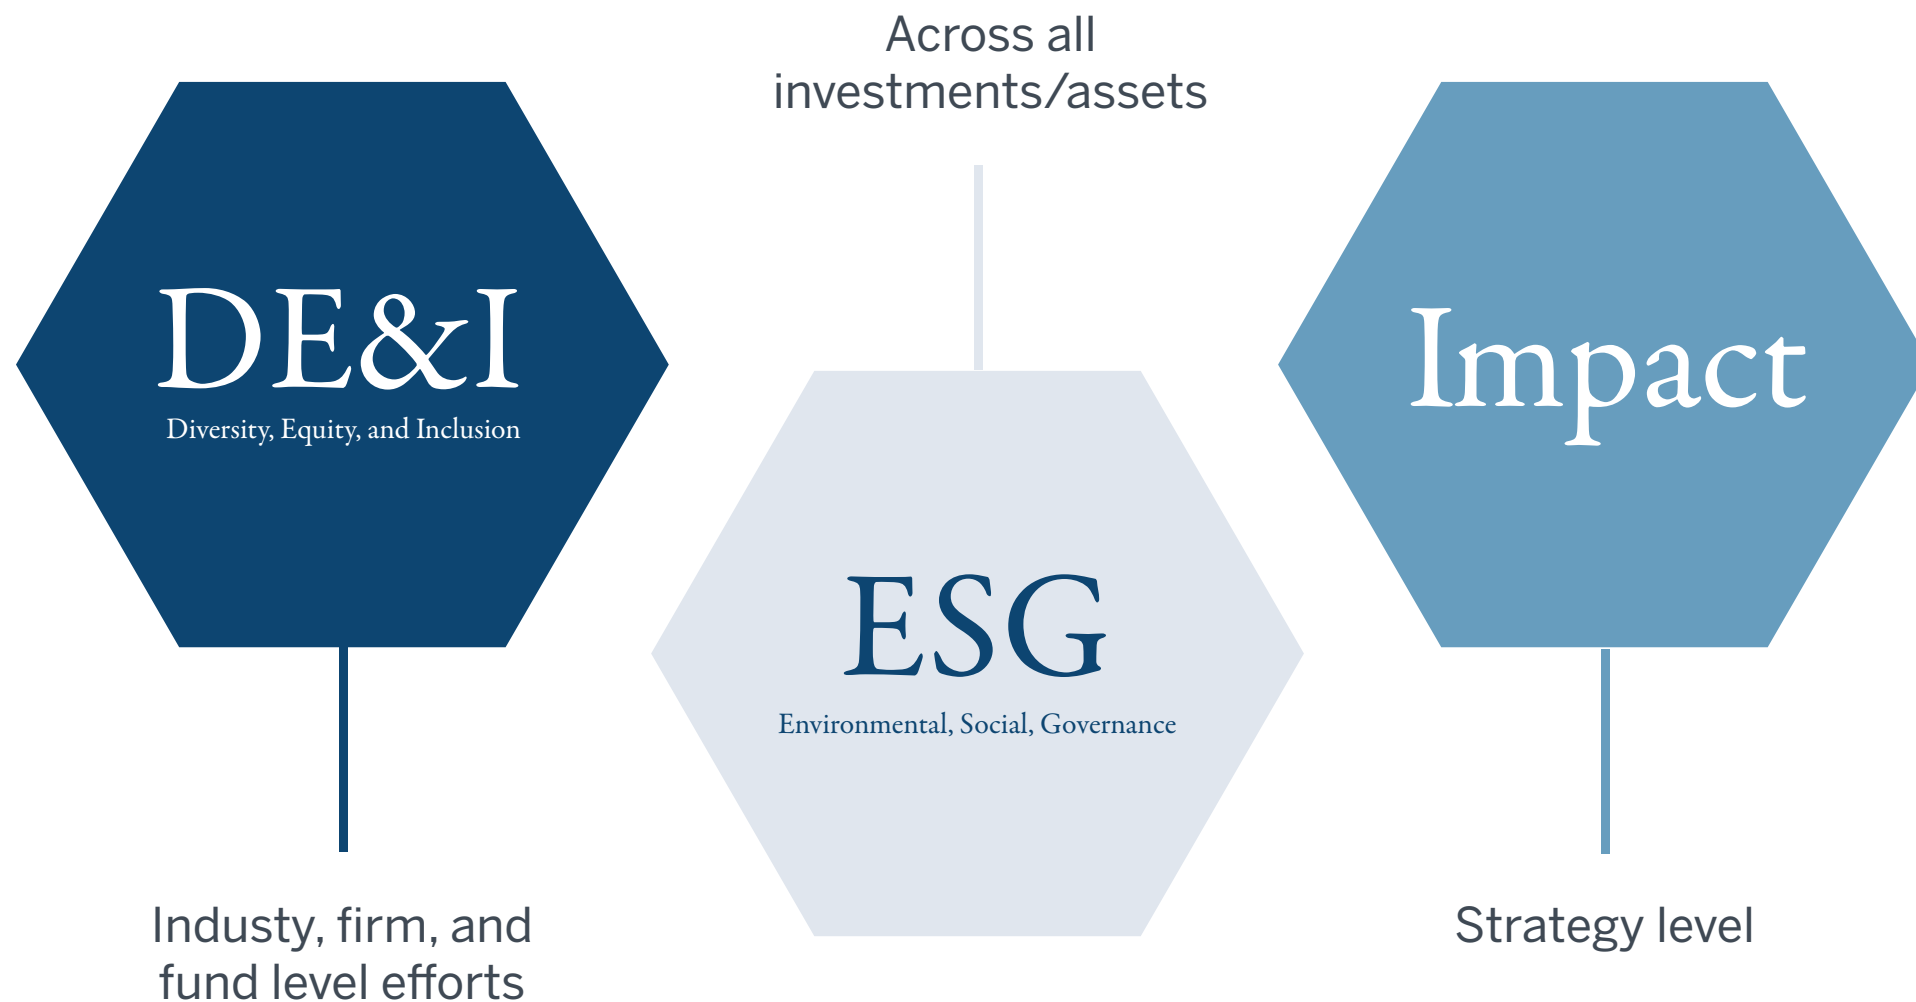 Across all
investments/assets
DE&I
Diversity, Equity, and Inclusion
Impact
ESG
Environmental, Social, Governance
Industy, firm, and
fund level efforts
Strategy level